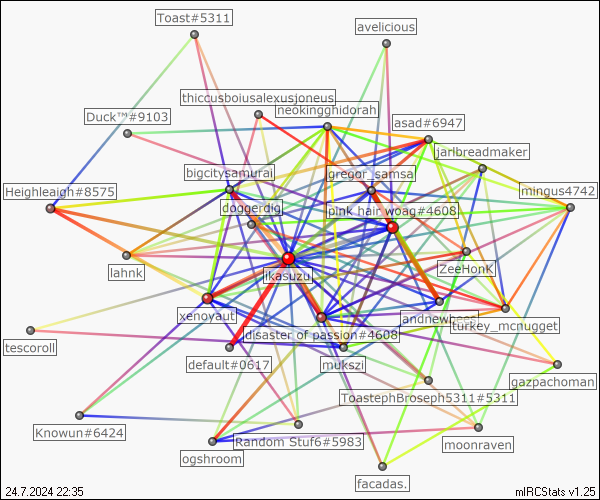 Toast#5311
avelicious
thiccusboiusalexusjoneus
neokingghidorah
Duck™#9103
asad#6947
jarlbreadmaker
bigcitysamurai
gregor_samsa
Heighleaigh#8575
mingus4742
doggerdig
pink hair woag#4608
lahnk
ikasuzu
ZeeHonK
xenoyaut
andnewhees
turkey_mcnugget
disaster of passion#4608
tescoroll
default#0617
mukszi
gazpachoman
ToastephBroseph5311#5311
Knowun#6424
Random Stuf6#5983
moonraven
ogshroom
facadas.
24.7.2024 22:35
mIRCStats v1.25